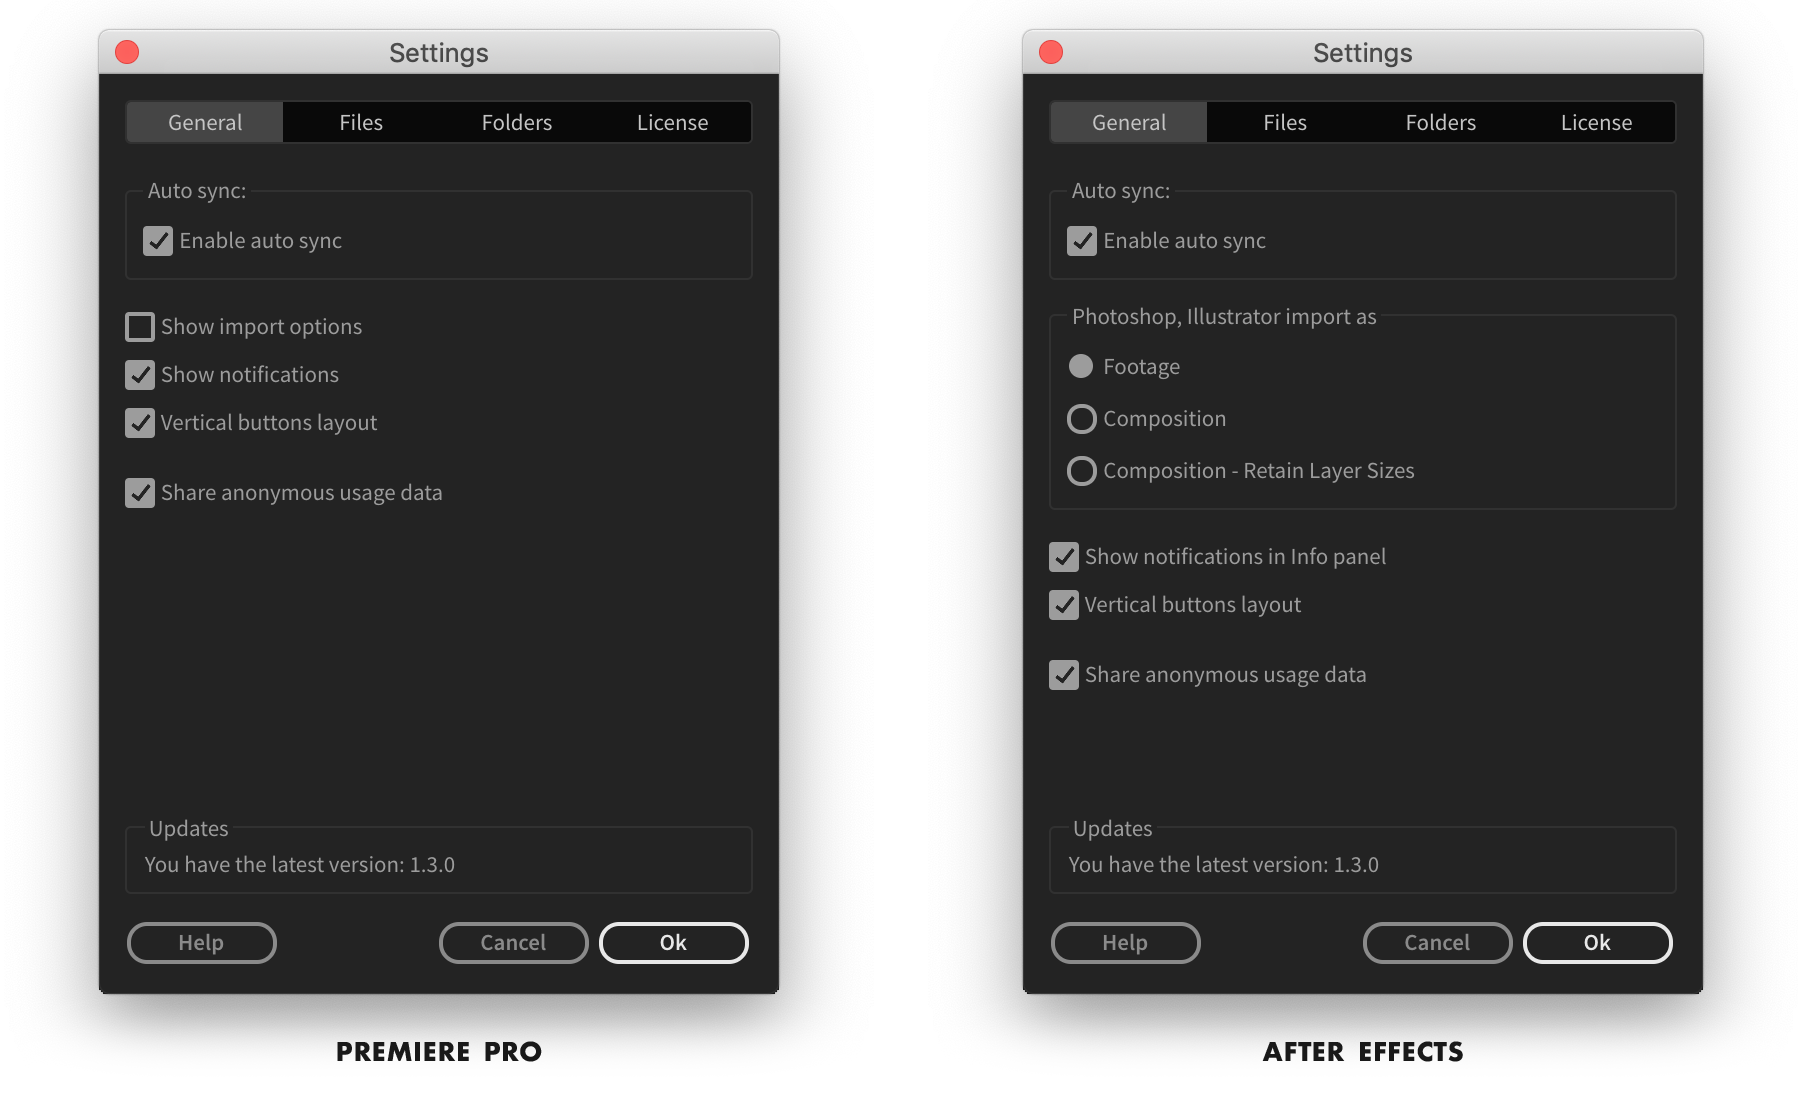 Settings
General Files Folders License
Auto sync:
Enable auto sync
Show import options
Show notifications
Vertical buttons layout
Share anonymous usage data
Updates
You have the latest version: 1.3.0
Help Cancel Ok
PREMIERE PRO
Settings
General Files Folders License
Auto sync:
Enable auto sync
Photoshop, Illustrator import as
Footage
Composition
Composition - Retain Layer Sizes
Show notifications in Info panel
Vertical buttons layout
Share anonymous usage data
Updates
You have the latest version: 1.3.0
Help Cancel Ok
AFTER EFFECTS